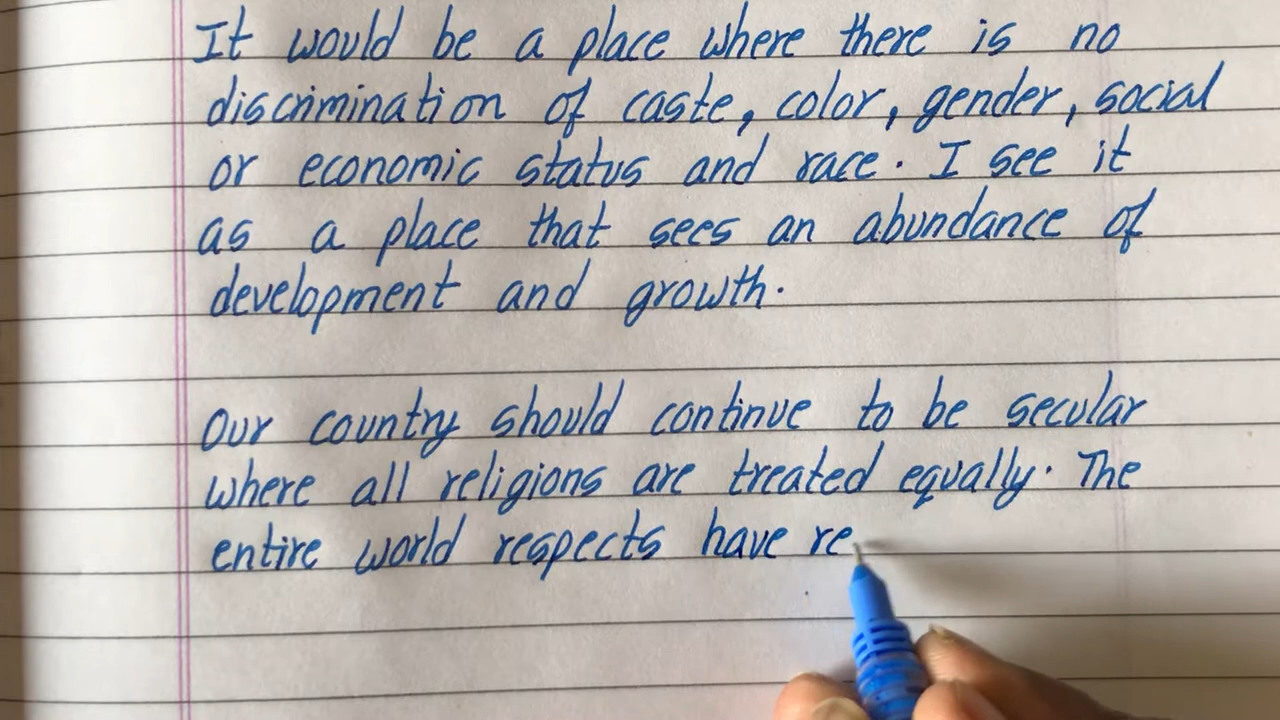 It would be a place where there is no
discrimination of caste, color, gender, social
or economic status and race. I see it
as a place that sees an abundance of
development and growth.
Our country should continue to be secular
where all religions are treated equally. The
entire world respects have re